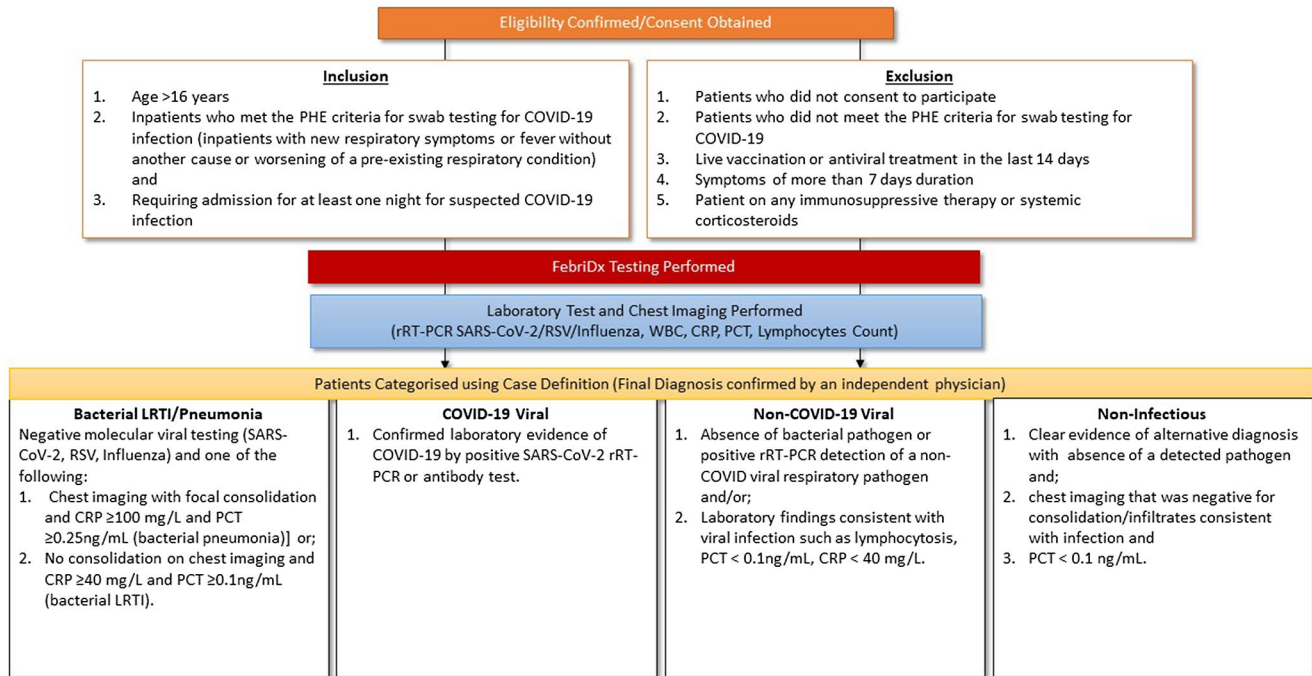 Eligibility Confirmed/Consent Obtained
Inclusion
1. Age >16 years
2. Inpatients who met the PHE criteria for swab testing for COVID-19
infection (inpatients with new respiratory symptoms or fever without
another cause or worsening of a pre-existing respiratory condition)
and
3. Requiring admission for at least one night for suspected COVID-19
infection
Exclusion
1. Patients who did not consent to participate
2. Patients who did not meet the PHE criteria for swab testing for
COVID-19
3. Live vaccination or antiviral treatment in the last 14 days
4. Symptoms of more than 7 days duration
5. Patient on any immunosuppressive therapy or systemic
corticosteroids
FebriDx Testing Performed
Laboratory Test and Chest Imaging Performed
(rRT-PCR SARS-CoV-2/RSV/Influenza, WBC, CRP, PCT, Lymphocytes Count)
Patients Categorised using Case Definition (Final Diagnosis confirmed by an independent physician)
Bacterial LRTI/Pneumonia
Negative molecular viral testing (SARS-
CoV-2, RSV, Influenza) and one of the
following:
1. Chest imaging with focal consolidation
and CRP ≥100 mg/L and PCT
≥0.25ng/mL (bacterial pneumonia)] or;
2. No consolidation on chest imaging and
CRP ≥40 mg/L and PCT ≥0.1ng/mL
(bacterial LRTI).
COVID-19 Viral
1. Confirmed laboratory evidence of
COVID-19 by positive SARS-CoV-2 rRT-
PCR or antibody test.
Non-COVID-19 Viral
1. Absence of bacterial pathogen or
positive rRT-PCR detection of a non-
COVID viral respiratory pathogen
and/or;
2. Laboratory findings consistent with
viral infection such as lymphocytosis,
PCT < 0.1ng/mL, CRP < 40 mg/L.
Non-Infectious
1. Clear evidence of alternative diagnosis
with absence of a detected pathogen
and;
2. chest imaging that was negative for
consolidation/infiltrates consistent
with infection and
3. PCT < 0.1 ng/mL.